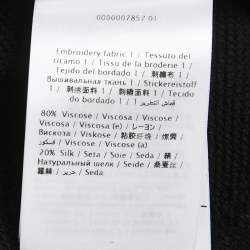 0000007857 01
Embroidery fabric 1 / Tessuto del
ricamo 1 / Tissu de la broderie 1 /
Tejido del bordado 1 / 刺繍布 1 /
Вышивальная ткань 1 / Stickereistoff
1 / 刺绣面料 1 / 刺繡面料 1 / Tecido
do bordado 1 / قماش التطريز 1
80% Viscose / Viscosa / Viscose /
Viscosa / Viscose (e) / レーヨン /
Вискоза / Viskose / 粘胶纤维 / 嫘縈 /
Viscose / Viscosa / فسكوز (a)
20% Silk / Seta / Soie / Seda / 絹 /
Натуральный шелк / Seide / 桑蚕丝 /
蠶絲 / حرير / Seda